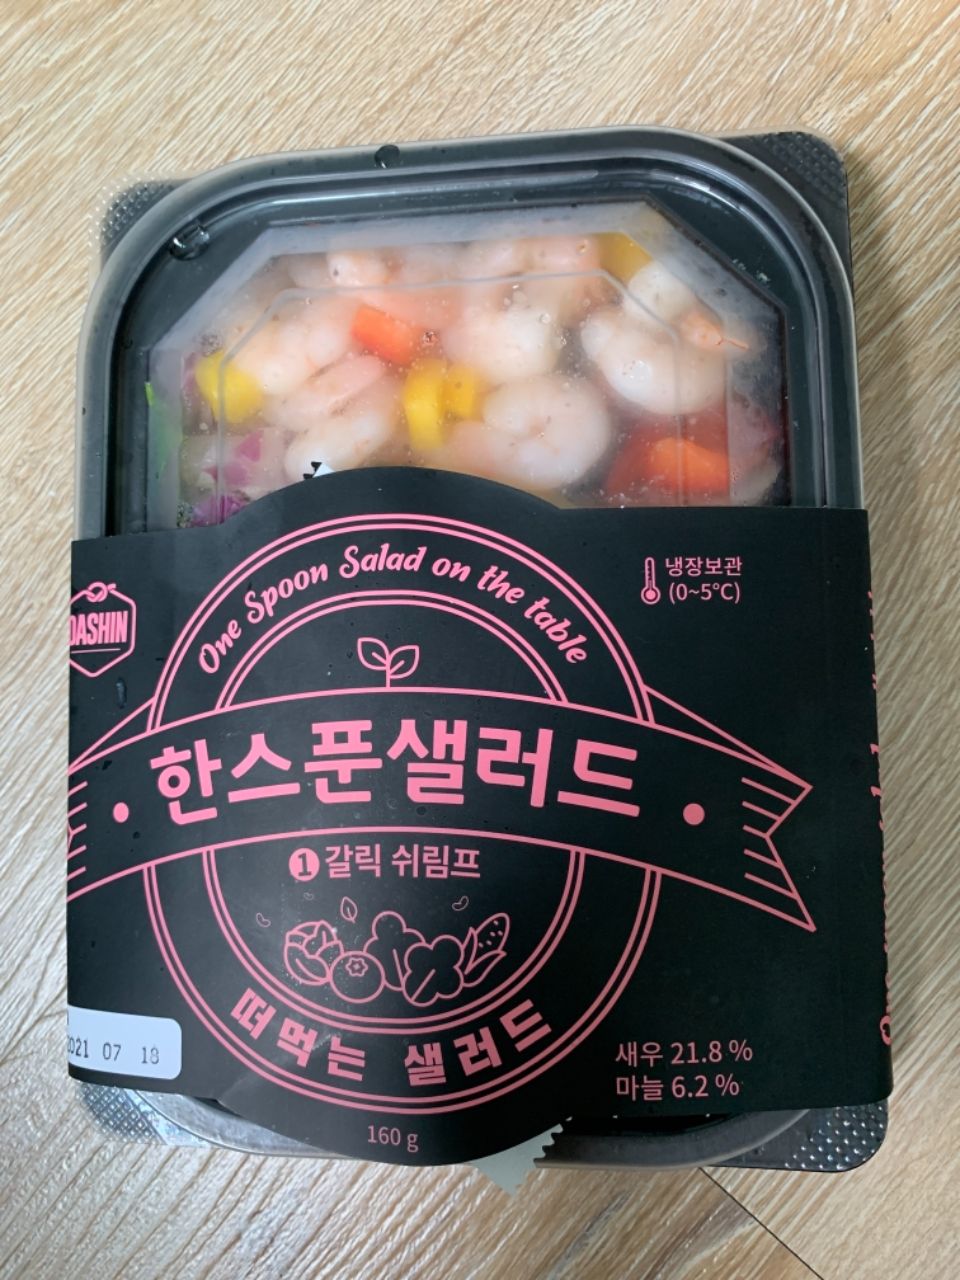 One Spoon Salad on the table
냉장보관
(0~5℃)
DASHIN
한스푼샐러드
1 갈릭 쉬림프
떠먹는 샐러드
021 07 18
새우 21.8 %
마늘 6.2 %
160 g